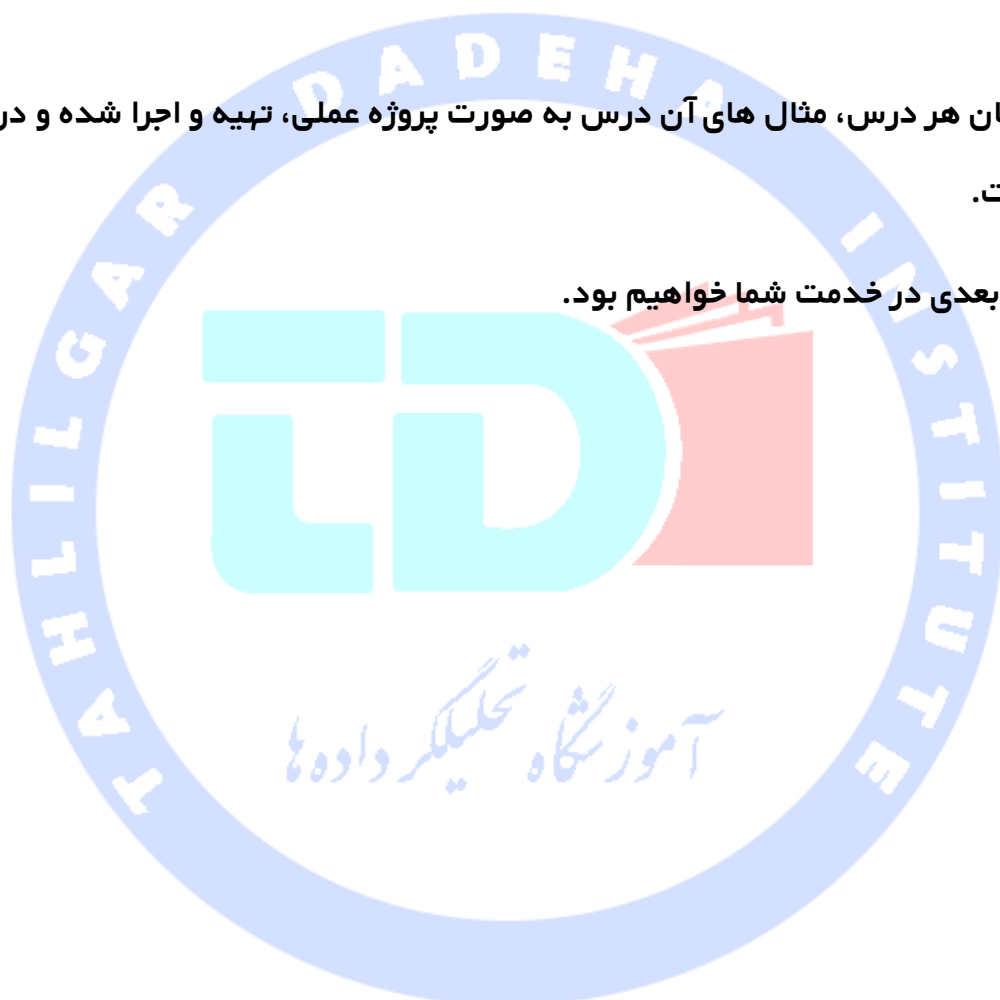 هر درس، مثال های آن درس به صورت پروژه عملی، تهیه و اجرا شده و در
بعدی در خدمت شما خواهیم بود.
TAHLILGAR DADEHA INSTITUTE
TD
آموزشگاه تحلیلگر داده ها